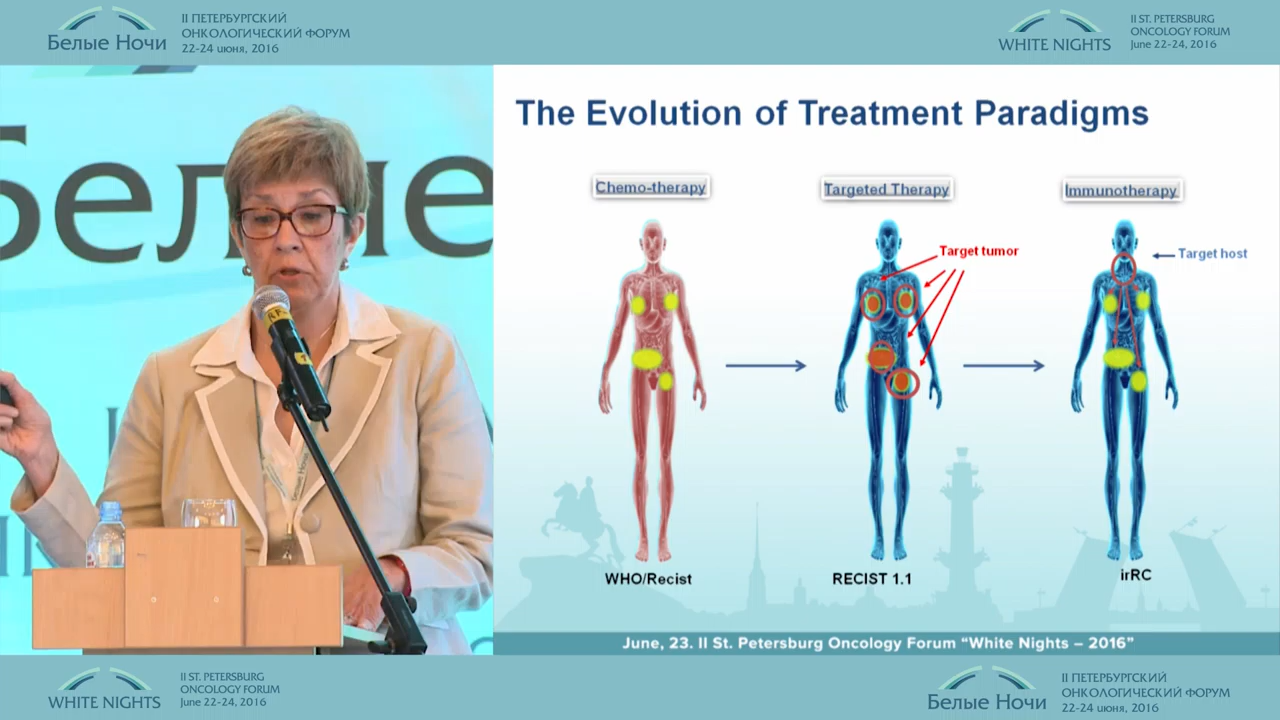 Белые Ночи
II ПЕТЕРБУРГСКИЙ
ОНКОЛОГИЧЕСКИЙ ФОРУМ
22-24 июня, 2016
WHITE NIGHTS
II ST. PETERSBURG
ONCOLOGY FORUM
June 22-24, 2016
Белые
The Evolution of Treatment Paradigms
Chemo-therapy
Targeted Therapy
Immunotherapy
Target tumor
Target host
WHO/Recist
RECIST 1.1
irRC
June, 23. II St. Petersburg Oncology Forum “White Nights – 2016”
WHITE NIGHTS
II ST. PETERSBURG
ONCOLOGY FORUM
June 22-24, 2016
Белые Ночи
II ПЕТЕРБУРГСКИЙ
ОНКОЛОГИЧЕСКИЙ ФОРУМ
22-24 июня, 2016